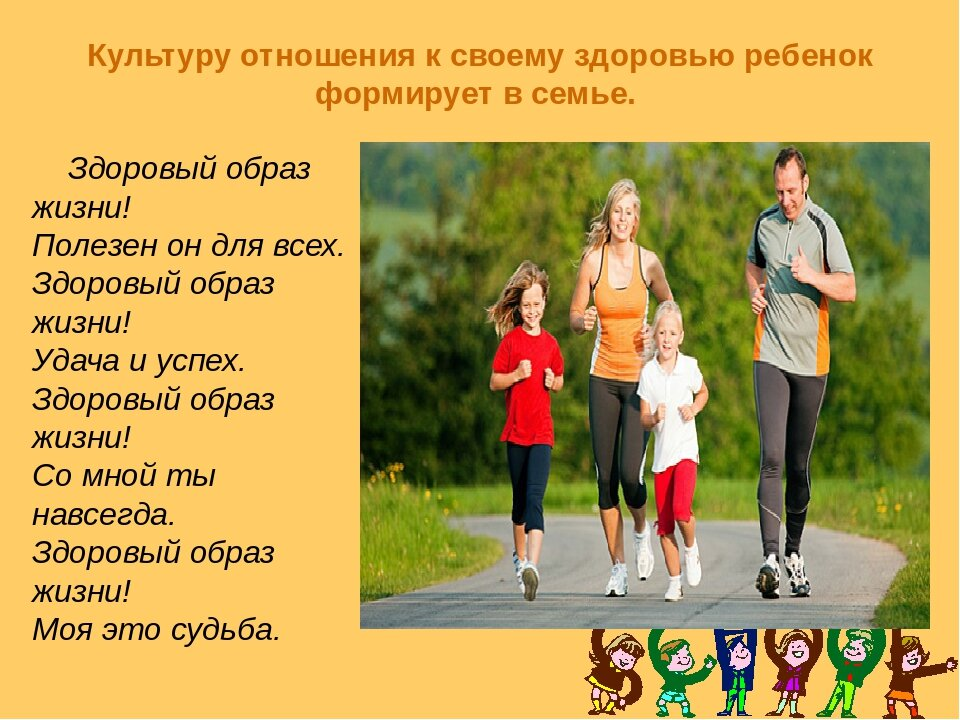 Культуру отношения к своему здоровью ребенок
формирует в семье.
Здоровый образ
жизни!
Полезен он для всех.
Здоровый образ
жизни!
Удача и успех.
Здоровый образ
жизни!
Со мной ты
навсегда.
Здоровый образ
жизни!
Моя это судьба.